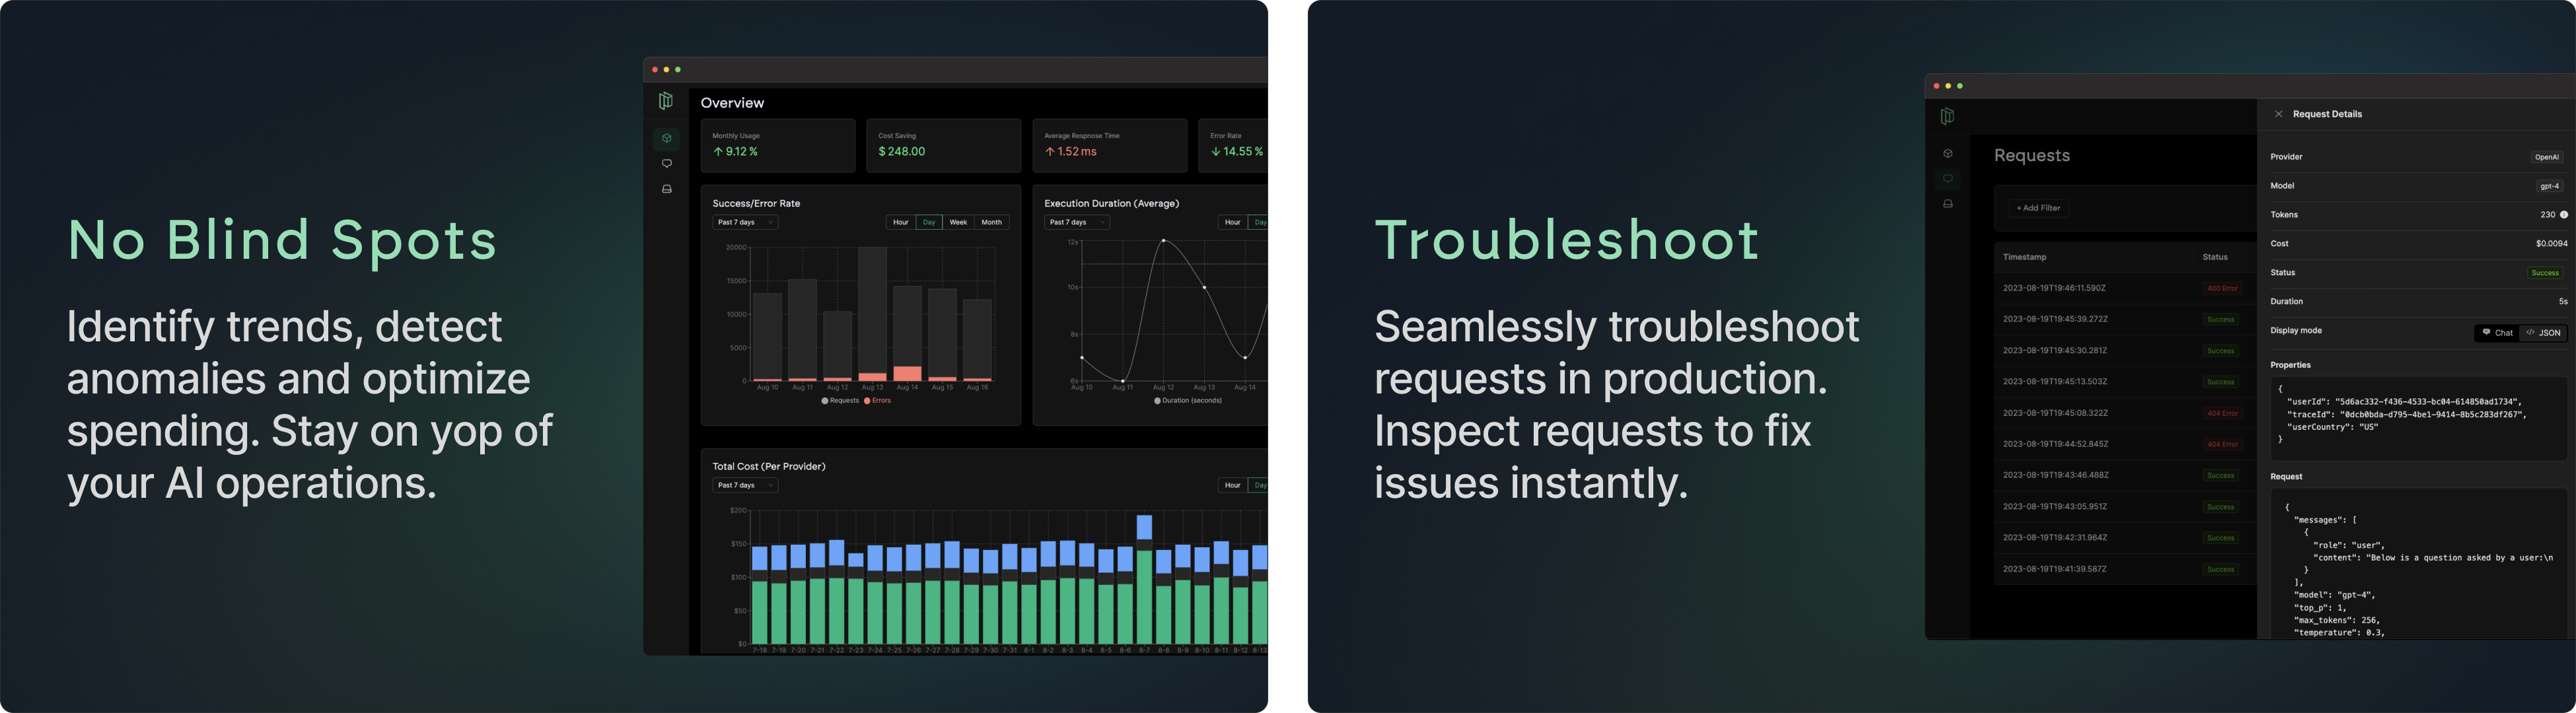 No Blind Spots
Identify trends, detect
anomalies and optimize
spending. Stay on yop of
your AI operations.
Overview
Monthly Usage
9.12 %
Cost Saving
$ 248.00
Average Respnose Time
1.52 ms
Error Rate
14.55 %
Success/Error Rate
Past 7 days
Hour Day Week Month
20000
15000
10000
5000
0
Aug 10 Aug 11 Aug 12 Aug 13 Aug 14 Aug 15 Aug 16
Requests Errors
Execution Duration (Average)
Past 7 days
Hour Day
12s
10s
8s
6s
Aug 10 Aug 11 Aug 12 Aug 13 Aug 14
Duration (seconds)
Total Cost (Per Provider)
Past 7 days
Hour Day
$200
$150
$100
$50
$0
7-18 7-19 7-20 7-21 7-22 7-23 7-24 7-25 7-26 7-27 7-28 7-29 7-30 7-31 8-1 8-2 8-3 8-4 8-5 8-6 8-7 8-8 8-9 8-10 8-11 8-12 8-13
Troubleshoot
Seamlessly troubleshoot
requests in production.
Inspect requests to fix
issues instantly.
Requests
+ Add Filter
Timestamp Status
2023-08-19T19:46:11.590Z 400 Error
2023-08-19T19:45:39.272Z Success
2023-08-19T19:45:30.281Z Success
2023-08-19T19:45:13.503Z Success
2023-08-19T19:45:08.322Z 404 Error
2023-08-19T19:44:52.845Z 404 Error
2023-08-19T19:43:46.488Z Success
2023-08-19T19:43:05.951Z Success
2023-08-19T19:42:31.964Z Success
2023-08-19T19:41:39.587Z Success
Request Details
Provider OpenAI
Model gpt-4
Tokens 230
Cost $0.0094
Status Success
Duration 5s
Display mode Chat </> JSON
Properties
{
"userId": "5d6ac332-f436-4533-bc04-614850ad1734",
"traceId": "0dcb0bda-d795-4be1-9414-8b5c283df267",
"userCountry": "US"
}
Request
{
"messages": [
{
"role": "user",
"content": "Below is a question asked by a user:\n
}
],
"model": "gpt-4",
"top_p": 1,
"max_tokens": 256,
"temperature": 0.3,